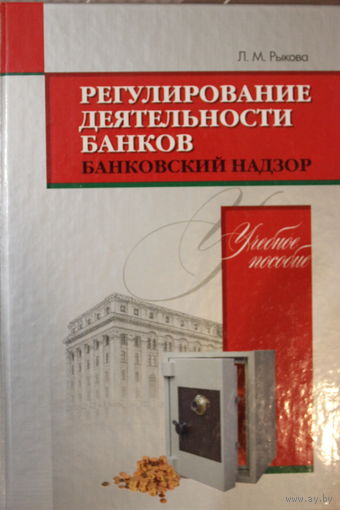 Л. М. Рыкова
РЕГУЛИРОВАНИЕ
ДЕЯТЕЛЬНОСТИ
БАНКОВ
БАНКОВСКИЙ НАДЗОР
Учебное
пособие
www.ay.by